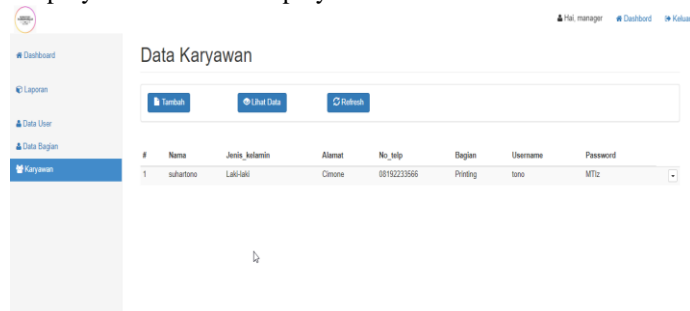 Hai, manager Dashbord Kelua
Dashboard
Data Karyawan
Laporan
Tambah Lihat Data Refresh
Data User
Data Bagian
Karyawan
# Nama Jenis_kelamin Alamat No_telp Bagian Username Password
1 suhartono Laki-laki Cimone 08192233566 Printing tono MTIz